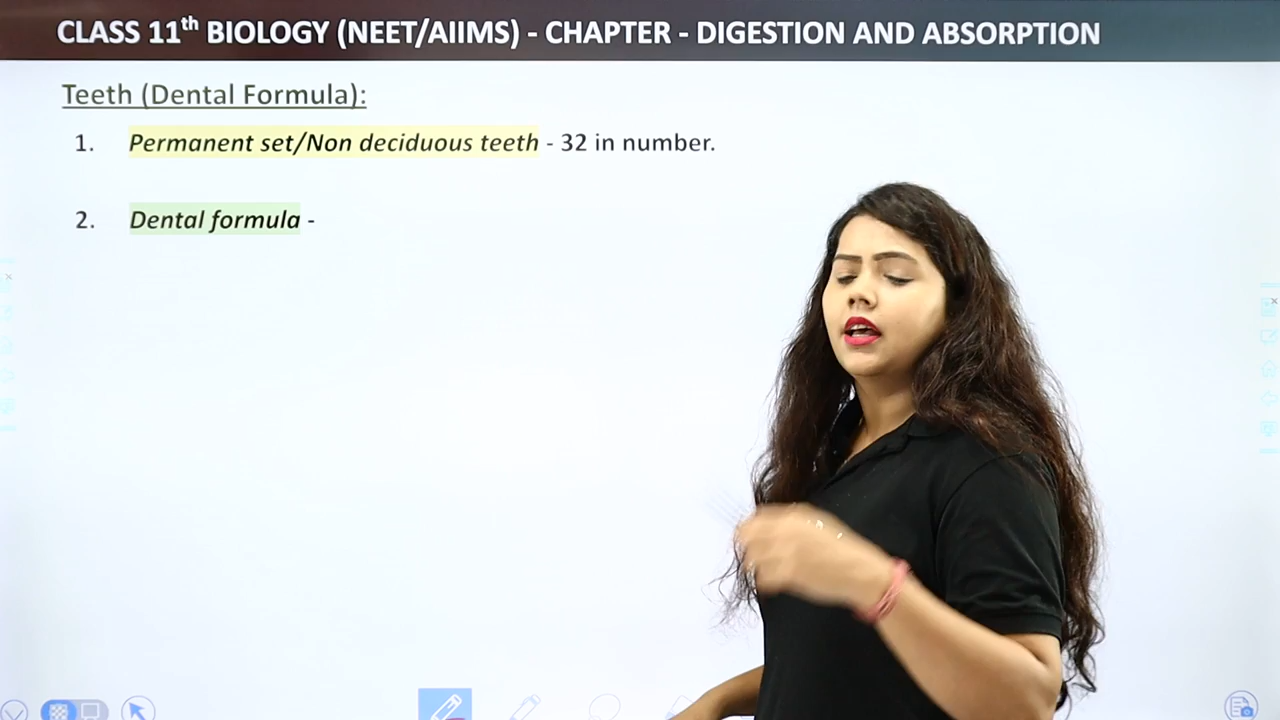 CLASS 11th BIOLOGY (NEET/AIIMS) - CHAPTER - DIGESTION AND ABSORPTION
Teeth (Dental Formula):
1. Permanent set/Non deciduous teeth - 32 in number.
2. Dental formula -